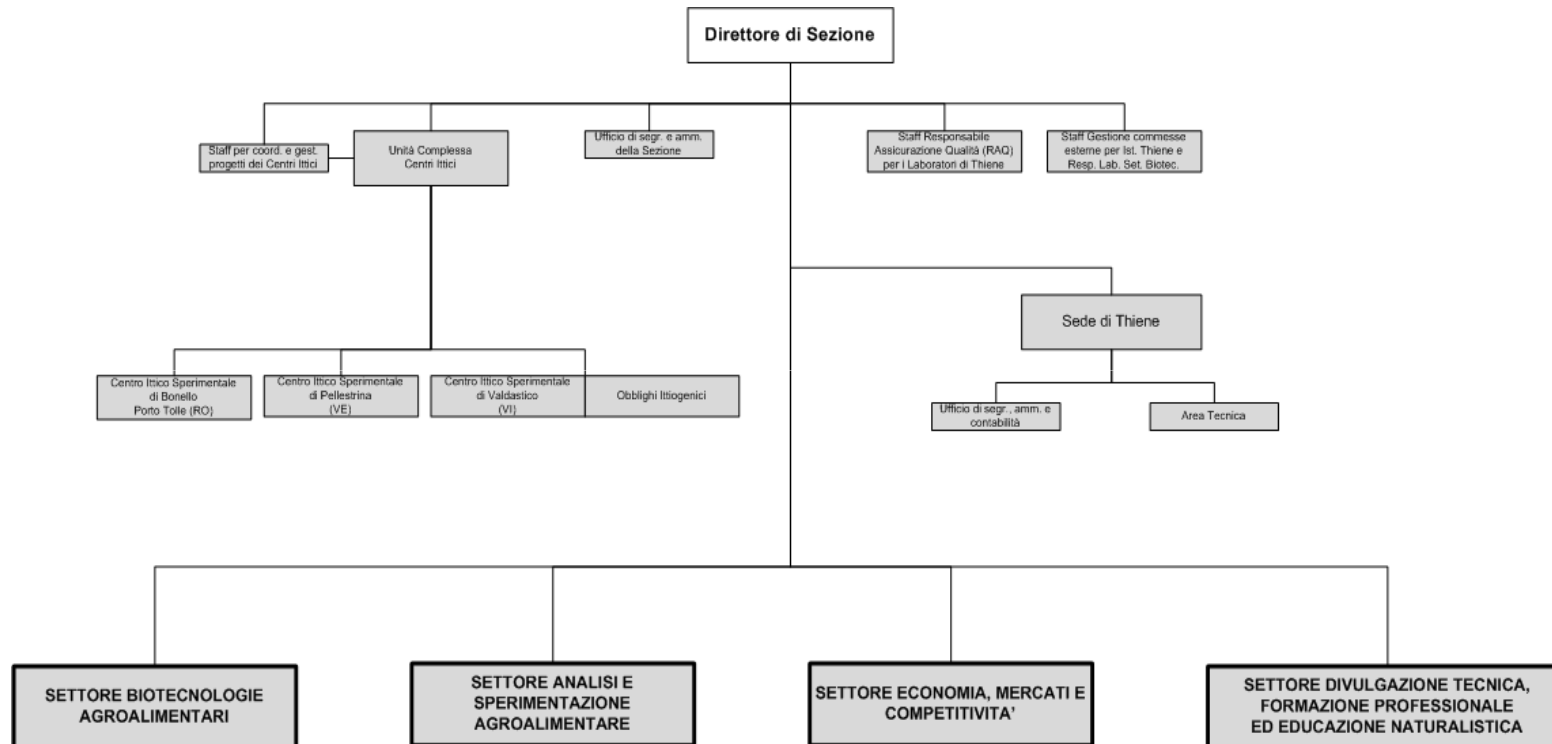 Direttore di Sezione
Staff per coord. e gest.
progetti dei Centri Ittici
Unità Complessa
Centri Ittici
Ufficio di segr. e amm.
della Sezione
Staff Responsabile
Assicurazione Qualità (RAQ)
per i Laboratori di Thiene
Staff Gestione commesse
esterne per Ist. Thiene e
Resp. Lab. Set. Biotec.
Sede di Thiene
Centro Ittico Sperimentale
di Bonello
Porto Tolle (RO)
Centro Ittico Sperimentale
di Pellestrina
(VE)
Centro Ittico Sperimentale
di Valdastico
(VI)
Obblighi Ittiogenici
Ufficio di segr., amm. e
contabilità
Area Tecnica
SETTORE BIOTECNOLOGIE
AGROALIMENTARI
SETTORE ANALISI E
SPERIMENTAZIONE
AGROALIMENTARE
SETTORE ECONOMIA, MERCATI E
COMPETITIVITA'
SETTORE DIVULGAZIONE TECNICA,
FORMAZIONE PROFESSIONALE
ED EDUCAZIONE NATURALISTICA